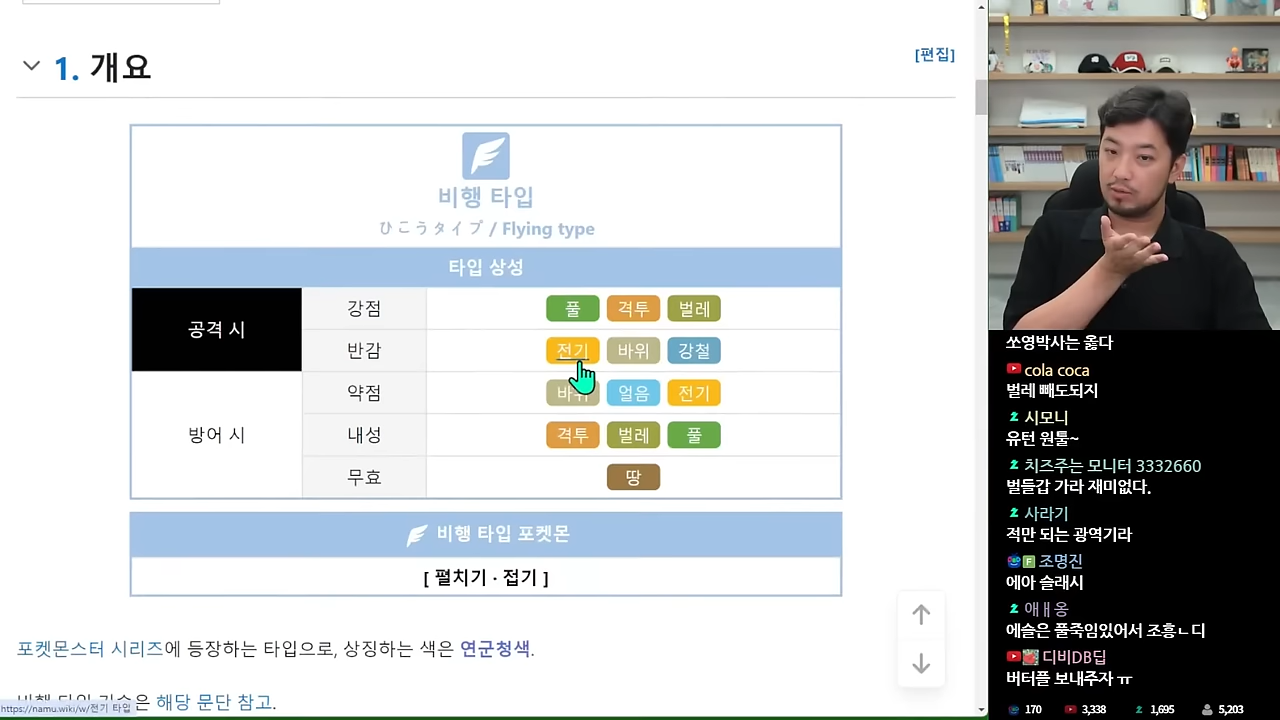 1. 개요
[편집]
비행 타입
ひこうタイプ / Flying type
타입 상성
공격 시
강점
풀 격투 벌레
반감
전기 바위 강철
방어 시
약점
바위 얼음 전기
내성
격투 벌레 풀
무효
땅
비행 타입 포켓몬
[ 펼치기 · 접기 ]
포켓몬스터 시리즈에 등장하는 타입으로, 상징하는 색은 연군청색.
해당 문단 참고.
https://namu.wiki/w/전기 타입
쏘영박사는 옳다
cola coca
벌레 빼도되지
시모니
유턴 원툴~
치즈주는 모니터 3332660
벌들갑 가라 재미없다.
사라기
적만 되는 광역기라
조명진
에아 슬래시
애ㅐ옹
에슬은 풀죽임있어서 조흥ㄴ디
디비DB딥
버터플 보내주자 ㅠ
170 3,338 1,695 5,203